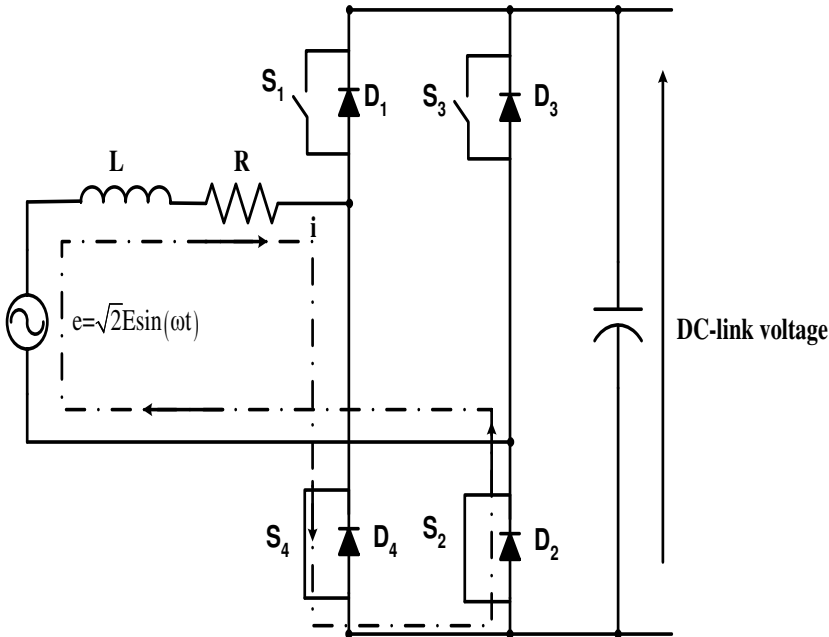 S₁
D₁
S₃
D₃
L
R
i
e=√2Esin(ωt)
DC-link voltage
S₄
D₄
S₂
D₂